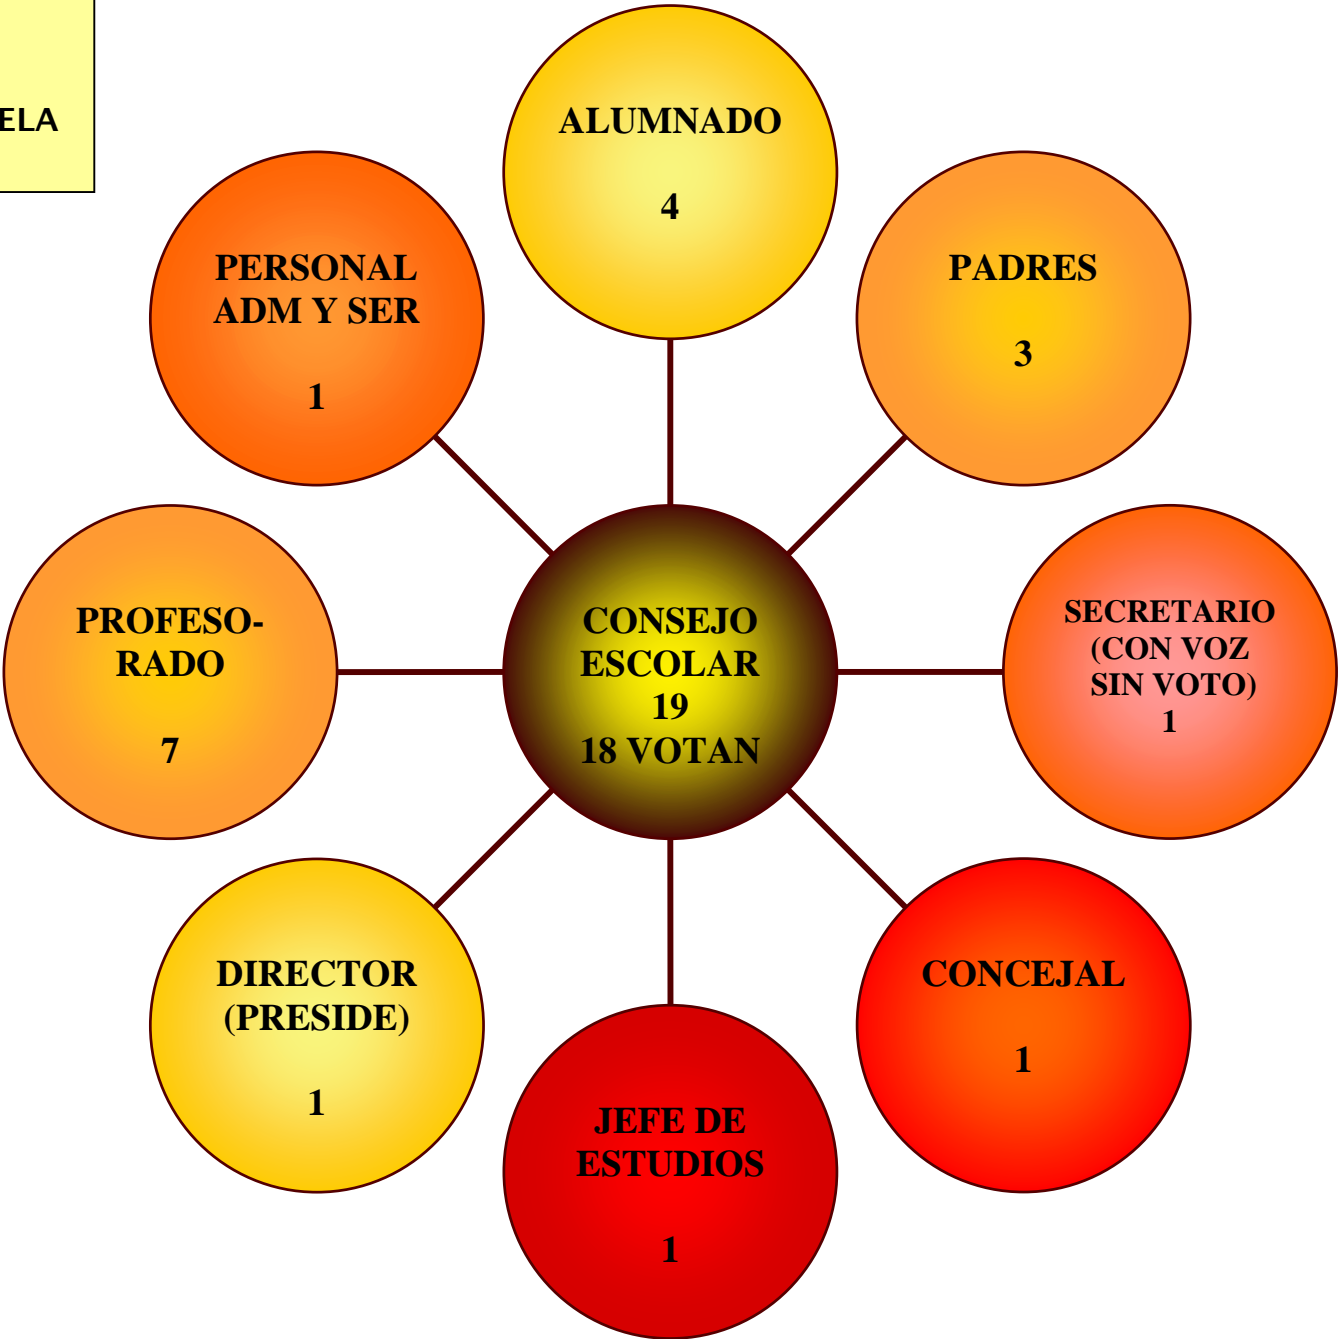 ELA
ALUMNADO
4
PERSONAL
ADM Y SER
1
PADRES
3
PROFESO-
RADO
7
CONSEJO
ESCOLAR
19
18 VOTAN
SECRETARIO
(CON VOZ
SIN VOTO)
1
DIRECTOR
(PRESIDE)
1
CONCEJAL
1
JEFE DE
ESTUDIOS
1